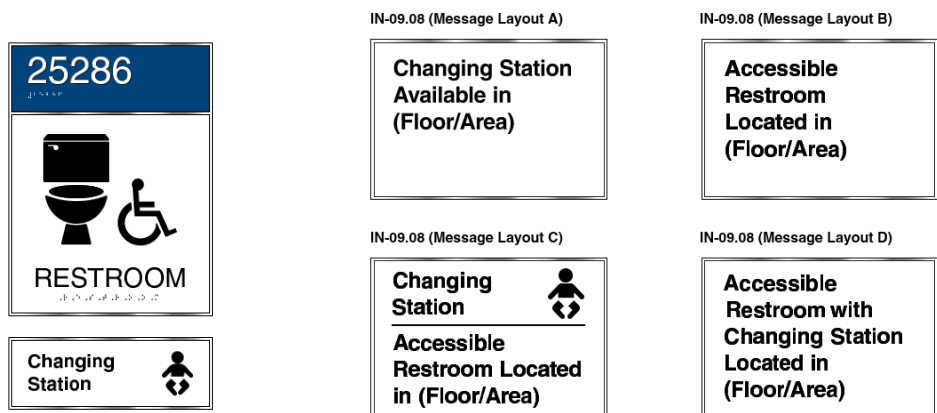 25286
RESTROOM
Changing
Station
IN-09.08 (Message Layout A)
Changing Station
Available in
(Floor/Area)
IN-09.08 (Message Layout B)
Accessible
Restroom
Located in
(Floor/Area)
IN-09.08 (Message Layout C)
Changing
Station
Accessible
Restroom Located
in (Floor/Area)
IN-09.08 (Message Layout D)
Accessible
Restroom with
Changing Station
Located in
(Floor/Area)